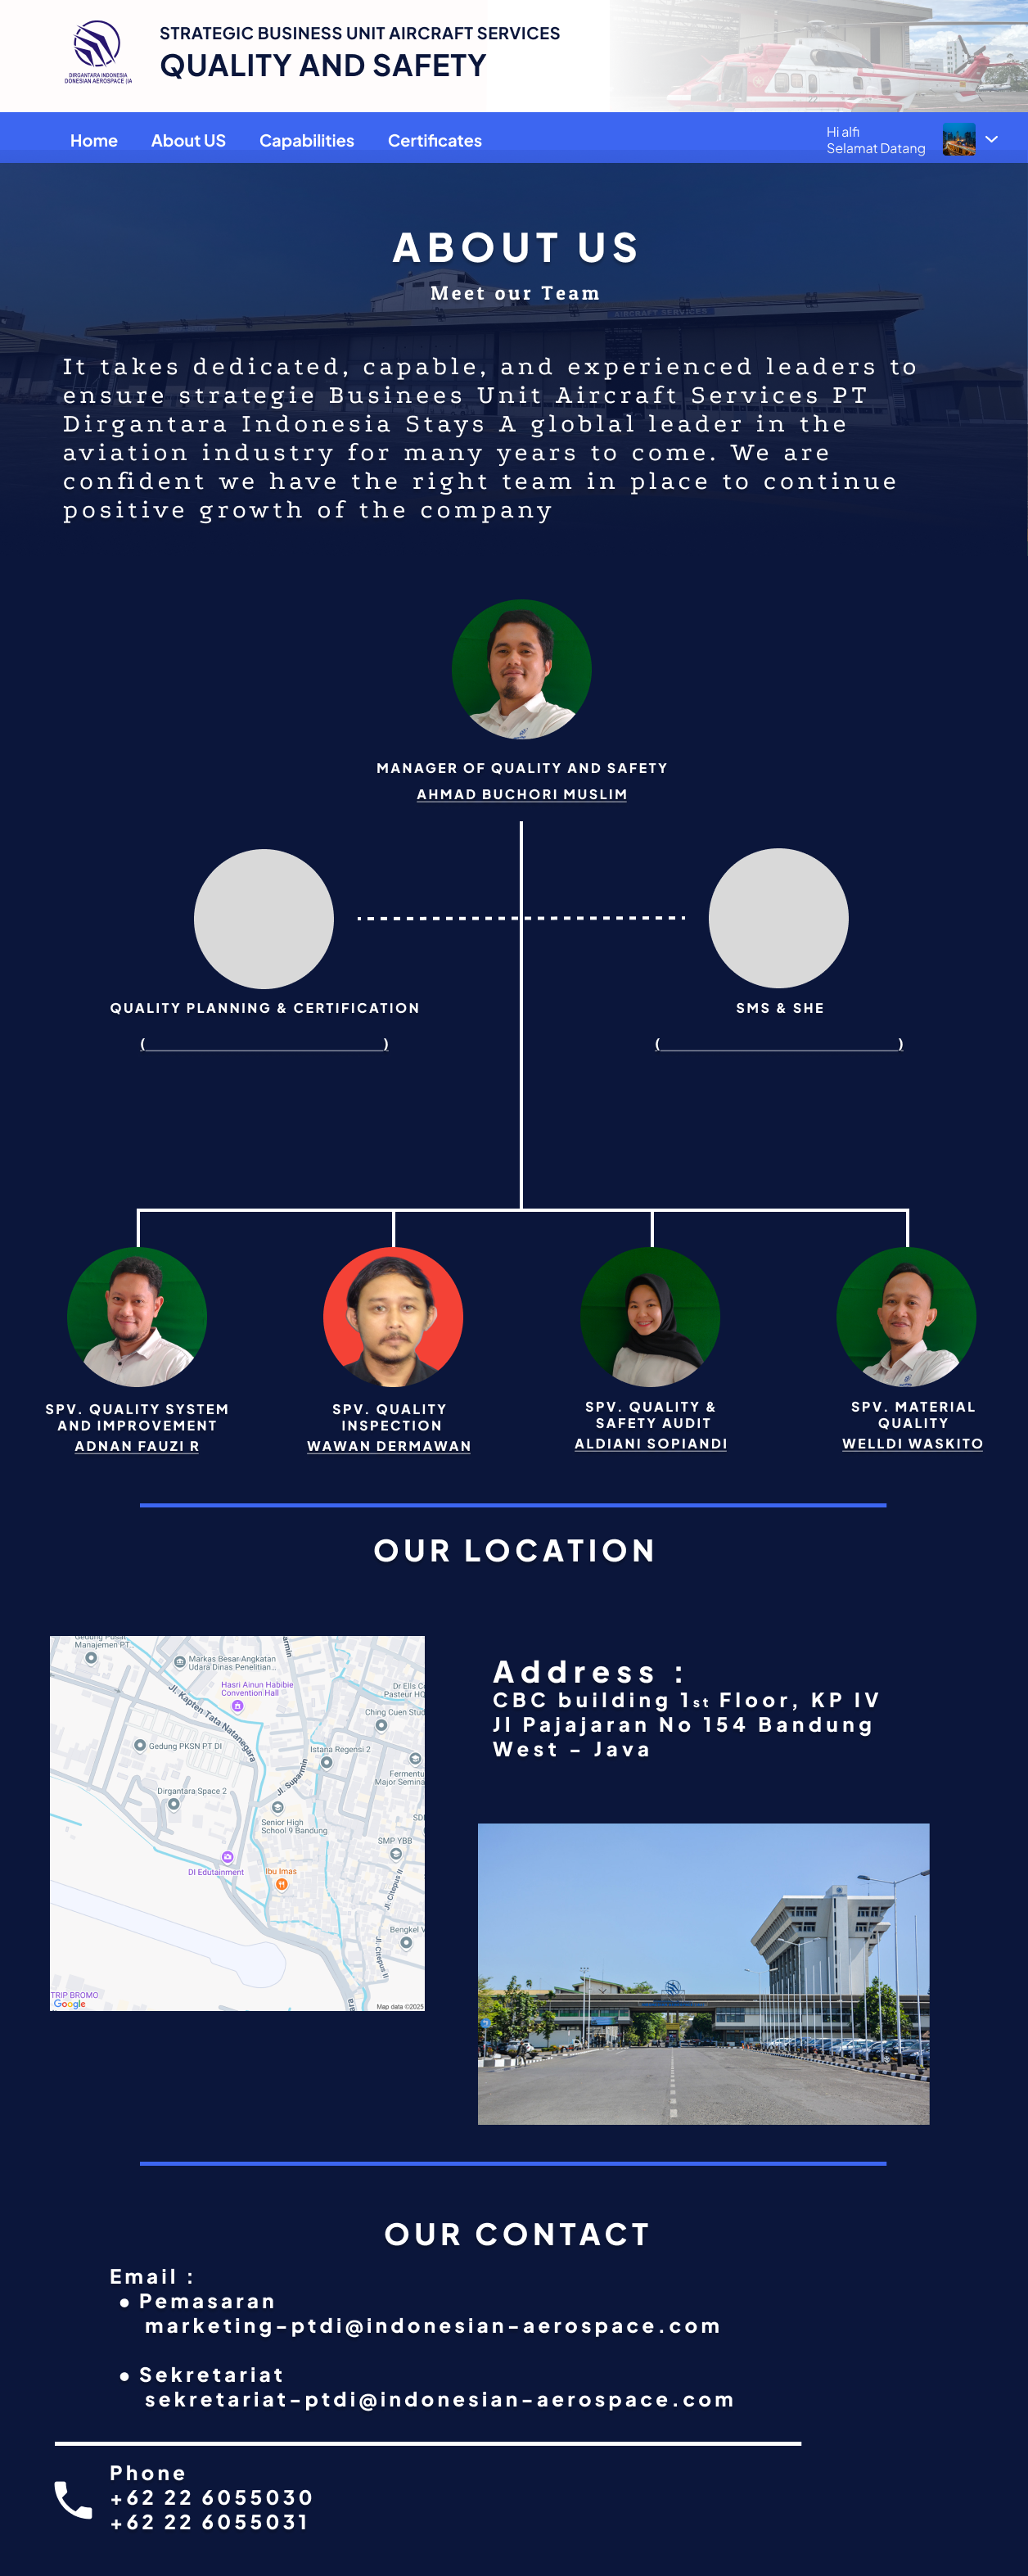 DIRGANTARA INDONESIA
DONESIAN AEROSPACE (IA
STRATEGIC BUSINESS UNIT AIRCRAFT SERVICES
QUALITY AND SAFETY
Home About US Capabilities Certificates
Hi alfi
Selamat Datang
ABOUT US
Meet our Team
AIRCRAFT SERVICES
It takes dedicated, capable, and experienced leaders to
ensure strategie Businees Unit Aircraft Services PT
Dirgantara Indonesia Stays A globlal leader in the
aviation industry for many years to come. We are
confident we have the right team in place to continue
positive growth of the company
MANAGER OF QUALITY AND SAFETY
AHMAD BUCHORI MUSLIM
QUALITY PLANNING & CERTIFICATION
(                    )
SMS & SHE
(                    )
SPV. QUALITY SYSTEM
AND IMPROVEMENT
ADNAN FAUZI R
SPV. QUALITY
INSPECTION
WAWAN DERMAWAN
SPV. QUALITY &
SAFETY AUDIT
ALDIANI SOPIANDI
SPV. MATERIAL
QUALITY
WELLDI WASKITO
OUR LOCATION
Gedung Pusat
Manajemen PT...
Markas Besar Angkatan
Udara Dinas Penelitian...
Hasri Ainun Habibie
Convention Hall
Jl. Kapten Tata Natanegara
Dr Ells C
Pasteur HQ
Ching Cuen Stud
Gedung PKSN PT DI
Istana Regensi 2
Fermentu
Major Semina
Jl. Suparmin
Dirgantara Space 2
Senior High
School 9 Bandung
SD
SMP YBB
DI Edutainment
Ibu Imas
Jl. Citepus II
Bengkel V
Jl. Citepus II
TRIP BROMO
Google
Map data ©2025
Address :
CBC building 1st Floor, KP IV
Jl Pajajaran No 154 Bandung
West - Java
OUR CONTACT
Email :
• Pemasaran
marketing-ptdi@indonesian-aerospace.com
• Sekretariat
sekretariat-ptdi@indonesian-aerospace.com
Phone
+62 22 6055030
+62 22 6055031